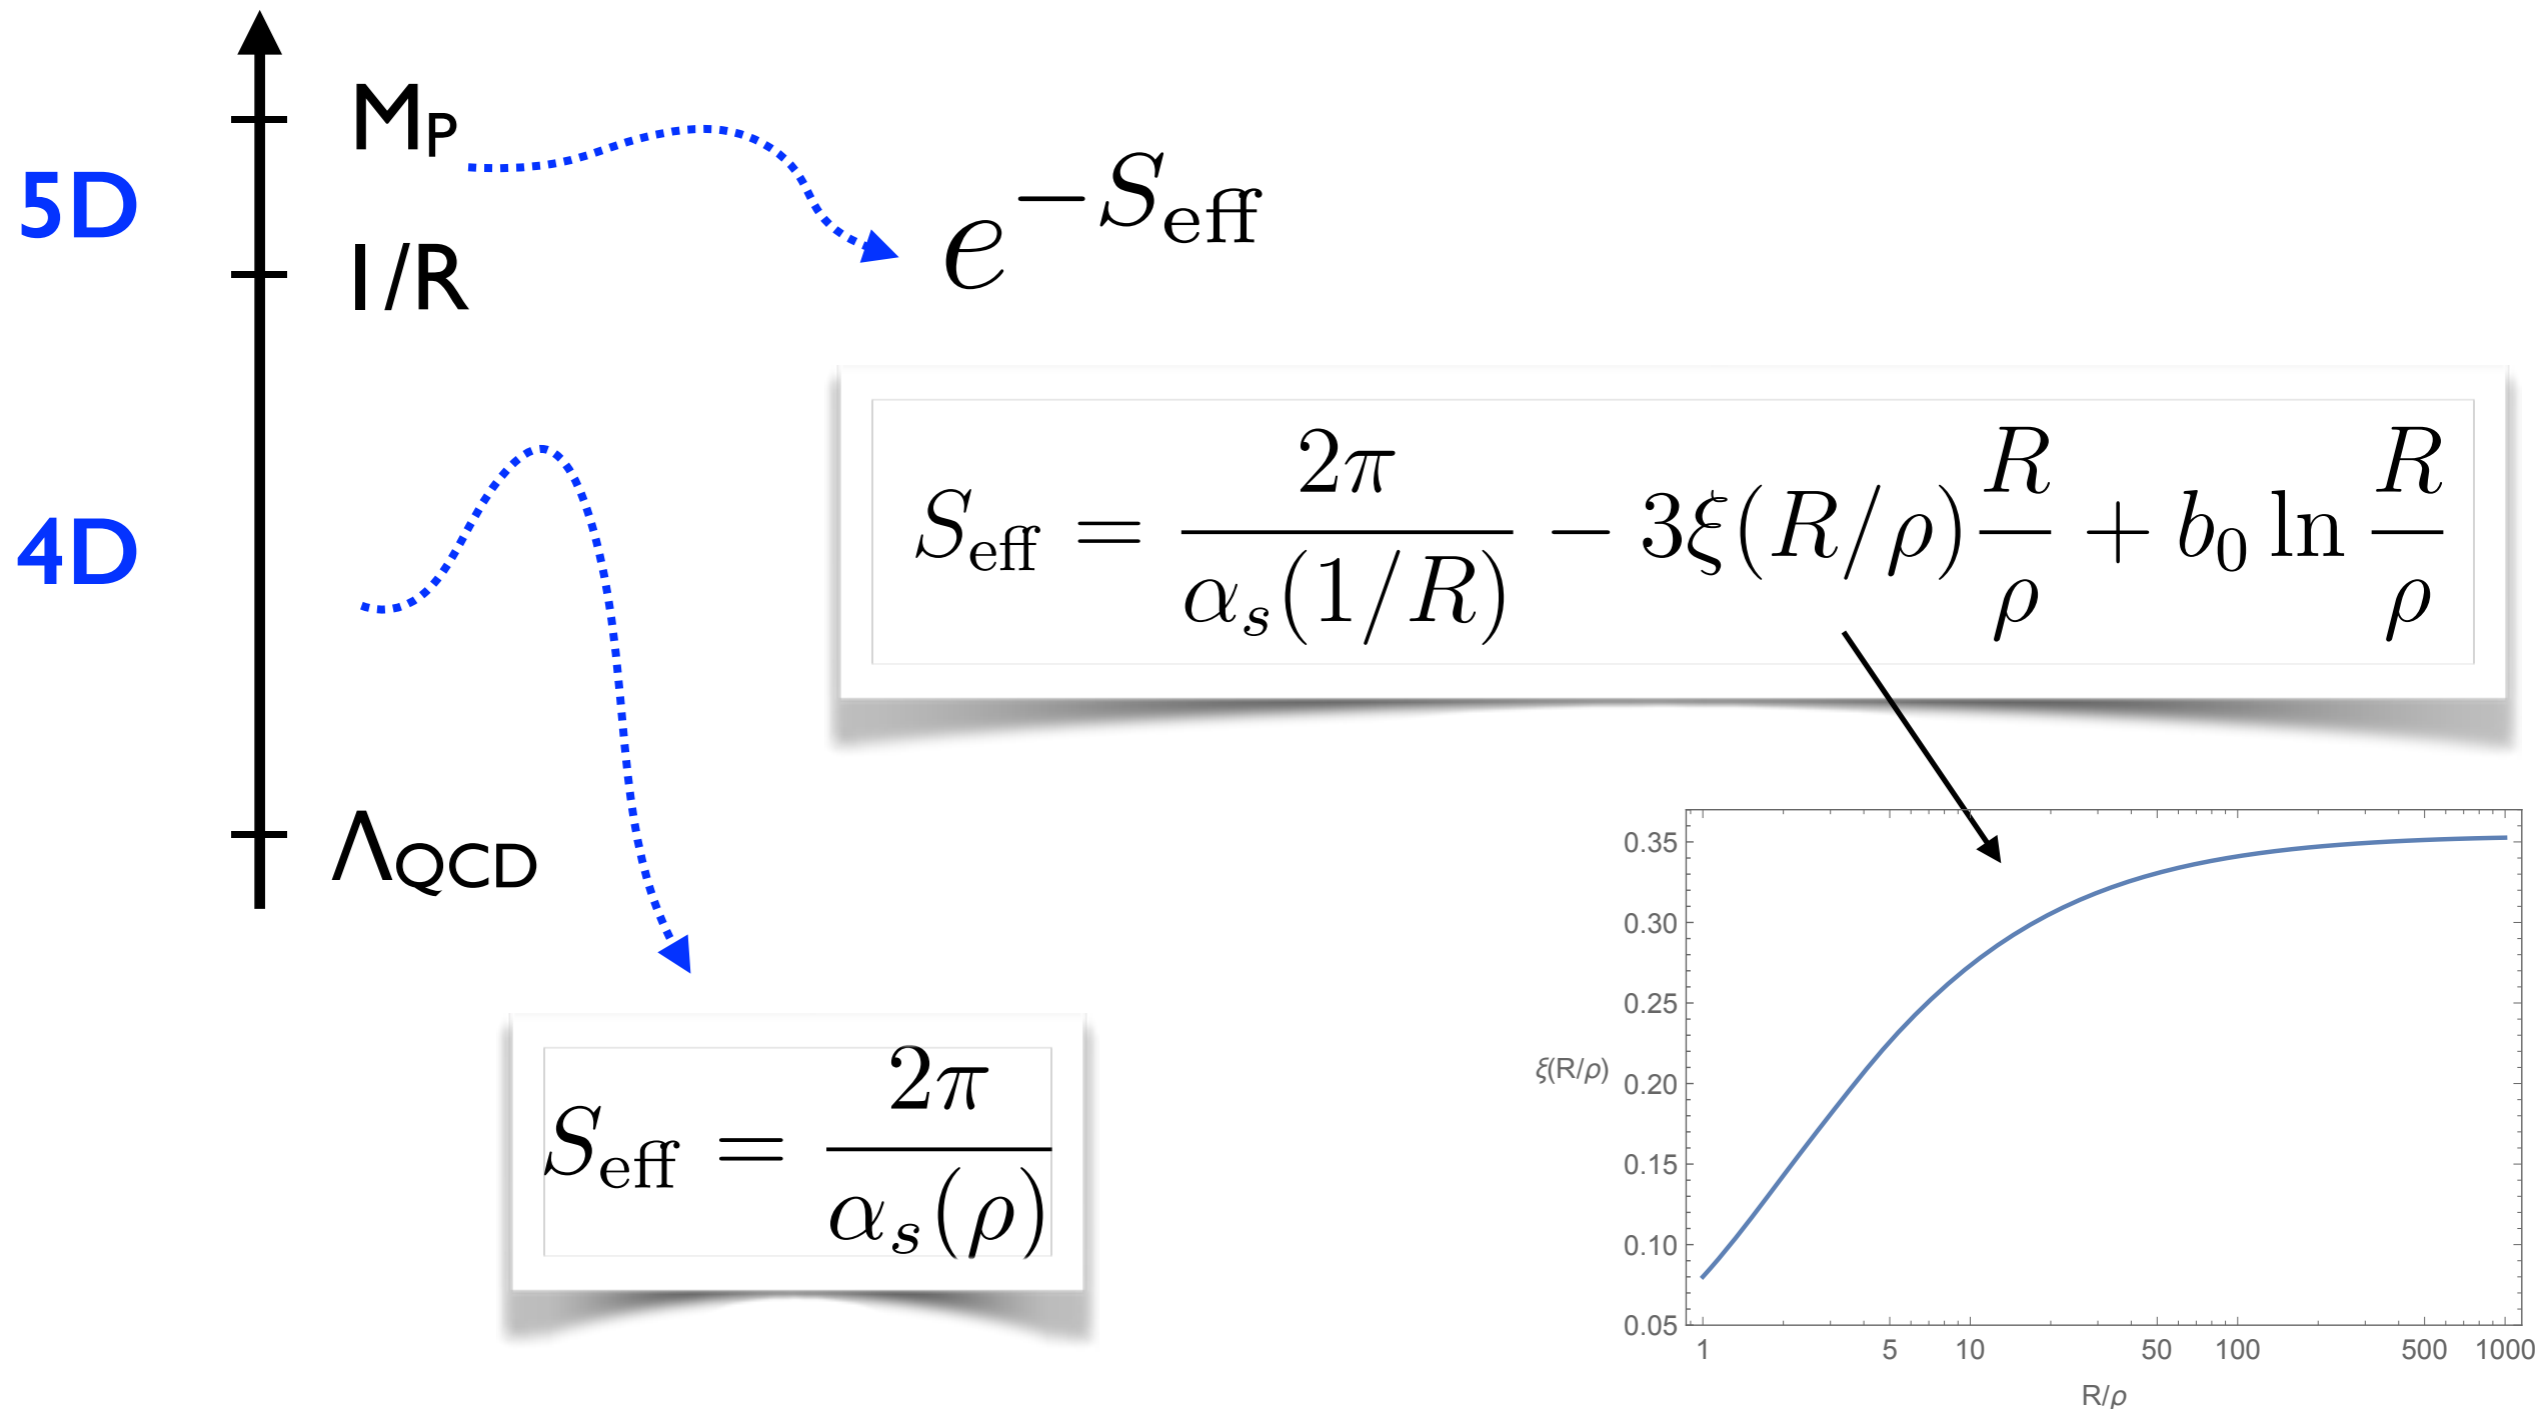 M_P
5D
1/R
e^{-S_eff}
S_eff = 2π/α_s(1/R) − 3ξ(R/ρ) R/ρ + b_0 ln R/ρ
4D
Λ_QCD
S_eff = 2π/α_s(ρ)
0.35
0.30
0.25
ξ(R/ρ)
0.20
0.15
0.10
0.05
1 5 10 50 100 500 1000
R/ρ